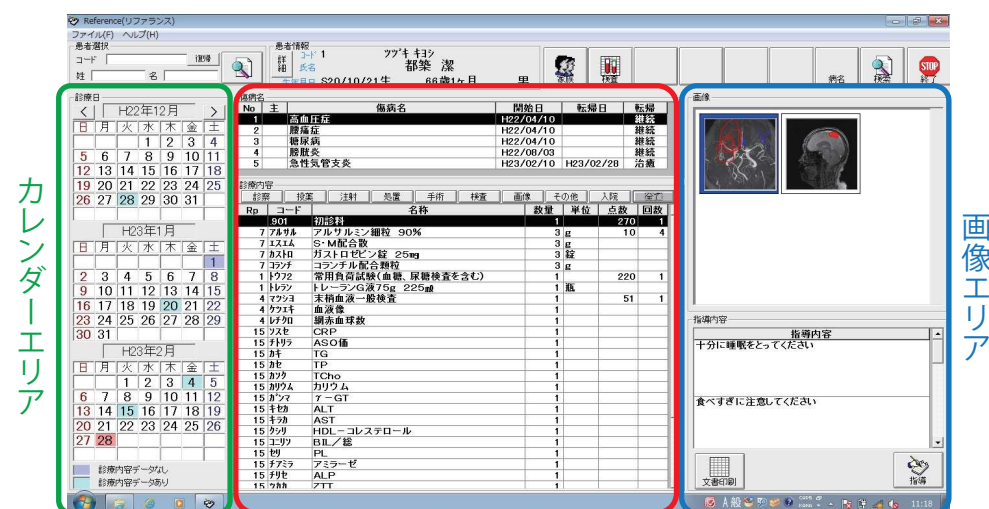 Reference(リファランス)
ファイル(F) ヘルプ(H)
患者選択
コード 復帰
姓 名
患者情報
詳細
コード 1 ツヅキ キヨシ
氏名 都築 潔
生年月日 S20/10/21生 66歳1ヶ月 男
家族 検査 病名 検索 STOP 終了
カレンダーエリア
診療日
< H22年12月 >
日 月 火 水 木 金 土
1 2 3 4
5 6 7 8 9 10 11
12 13 14 15 16 17 18
19 20 21 22 23 24 25
26 27 28 29 30 31
H23年1月
日 月 火 水 木 金 土
1
2 3 4 5 6 7 8
9 10 11 12 13 14 15
16 17 18 19 20 21 22
23 24 25 26 27 28 29
30 31
H23年2月
日 月 火 水 木 金 土
1 2 3 4 5
6 7 8 9 10 11 12
13 14 15 16 17 18 19
20 21 22 23 24 25 26
27 28
診療内容データなし
診療内容データあり
傷病名
No 主 傷病名 開始日 転帰日 転帰
1 高血圧症 H22/04/10 継続
2 腰痛症 H22/04/10 継続
3 糖尿病 H22/04/10 継続
4 膀胱炎 H22/08/03 継続
5 急性気管支炎 H23/02/10 H23/02/28 治癒
診療内容
診察 投薬 注射 処置 手術 検査 画像 その他 入院 全て
Rp コード 名称 数量 単位 点数 回数
901 初診料 1 270 1
7 アルサル アルサルミン細粒 90% 3 g 10 4
7 エスエム S・M配合散 3 g
7 ガストロ ガストロゼピン錠 25mg 3 錠
7 コランチ コランチル配合顆粒 3 g
1 トウ72 常用負荷試験(血糖、尿糖検査を含む) 1 220 1
1 トレラン トレーランG液75g 225ml 1 瓶
4 マツシヨ 末梢血液一般検査 1 51 1
4 ケツエキ 血液像 1
4 レチクロ 網赤血球数 1
15 CRP 1
15 ASO価 1
15 TG 1
15 TP 1
15 TCho 1
15 カリウム カリウム 1
15 ガンマ γ-GT 1
15 ALT 1
15 AST 1
15 HDL-コレステロール 1
15 BIL/総 1
15 PL 1
15 アミラーゼ 1
15 ALP 1
15 ZTT 1
画像エリア
画像
指導内容
指導内容
十分に睡眠をとってください
食べすぎに注意してください
文書印刷 指導
A 般 CAPS KANA 11:18